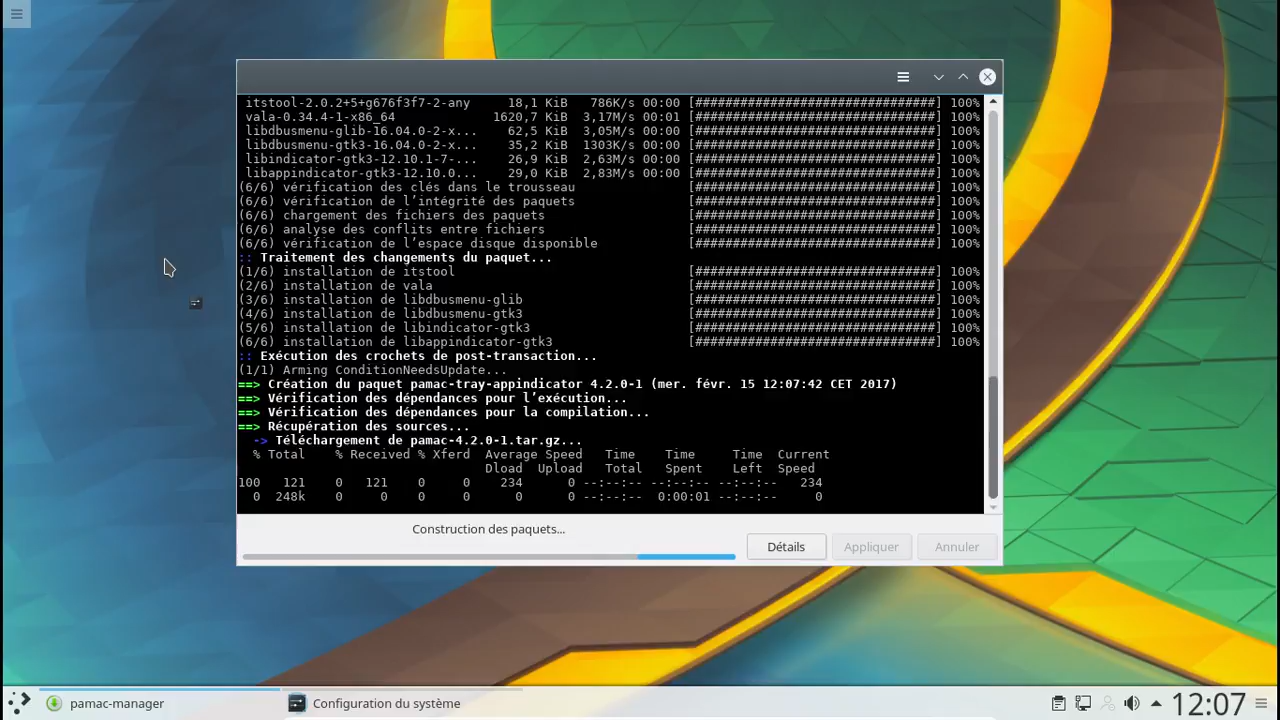 itstool-2.0.2+5+g676f3f7-2-any 18,1 KiB 786K/s 00:00 [################################] 100%
vala-0.34.4-1-x86_64 1620,7 KiB 3,17M/s 00:01 [################################] 100%
libdbusmenu-glib-16.04.0-2-x... 62,5 KiB 3,05M/s 00:00 [################################] 100%
libdbusmenu-gtk3-16.04.0-2-x... 35,2 KiB 1303K/s 00:00 [################################] 100%
libindicator-gtk3-12.10.1-7-... 26,9 KiB 2,63M/s 00:00 [################################] 100%
libappindicator-gtk3-12.10.0... 29,0 KiB 2,83M/s 00:00 [################################] 100%
(6/6) vérification des clés dans le trousseau [################################] 100%
(6/6) vérification de l’intégrité des paquets [################################] 100%
(6/6) chargement des fichiers des paquets [################################] 100%
(6/6) analyse des conflits entre fichiers [################################] 100%
(6/6) vérification de l’espace disque disponible [################################] 100%
:: Traitement des changements du paquet...
(1/6) installation de itstool [################################] 100%
(2/6) installation de vala [################################] 100%
(3/6) installation de libdbusmenu-glib [################################] 100%
(4/6) installation de libdbusmenu-gtk3 [################################] 100%
(5/6) installation de libindicator-gtk3 [################################] 100%
(6/6) installation de libappindicator-gtk3 [################################] 100%
:: Exécution des crochets de post-transaction...
(1/1) Arming ConditionNeedsUpdate...
==> Création du paquet pamac-tray-appindicator 4.2.0-1 (mer. févr. 15 12:07:42 CET 2017)
==> Vérification des dépendances pour l’exécution...
==> Vérification des dépendances pour la compilation...
==> Récupération des sources...
-> Téléchargement de pamac-4.2.0-1.tar.gz...
% Total % Received % Xferd Average Speed Time Time Time Current
Dload Upload Total Spent Left Speed
100 121 0 121 0 0 234 0 --:--:-- --:--:-- --:--:-- 234
0 248k 0 0 0 0 0 0 --:--:-- 0:00:01 --:--:-- 0
Construction des paquets...
Détails Appliquer Annuler
pamac-manager Configuration du système 12:07